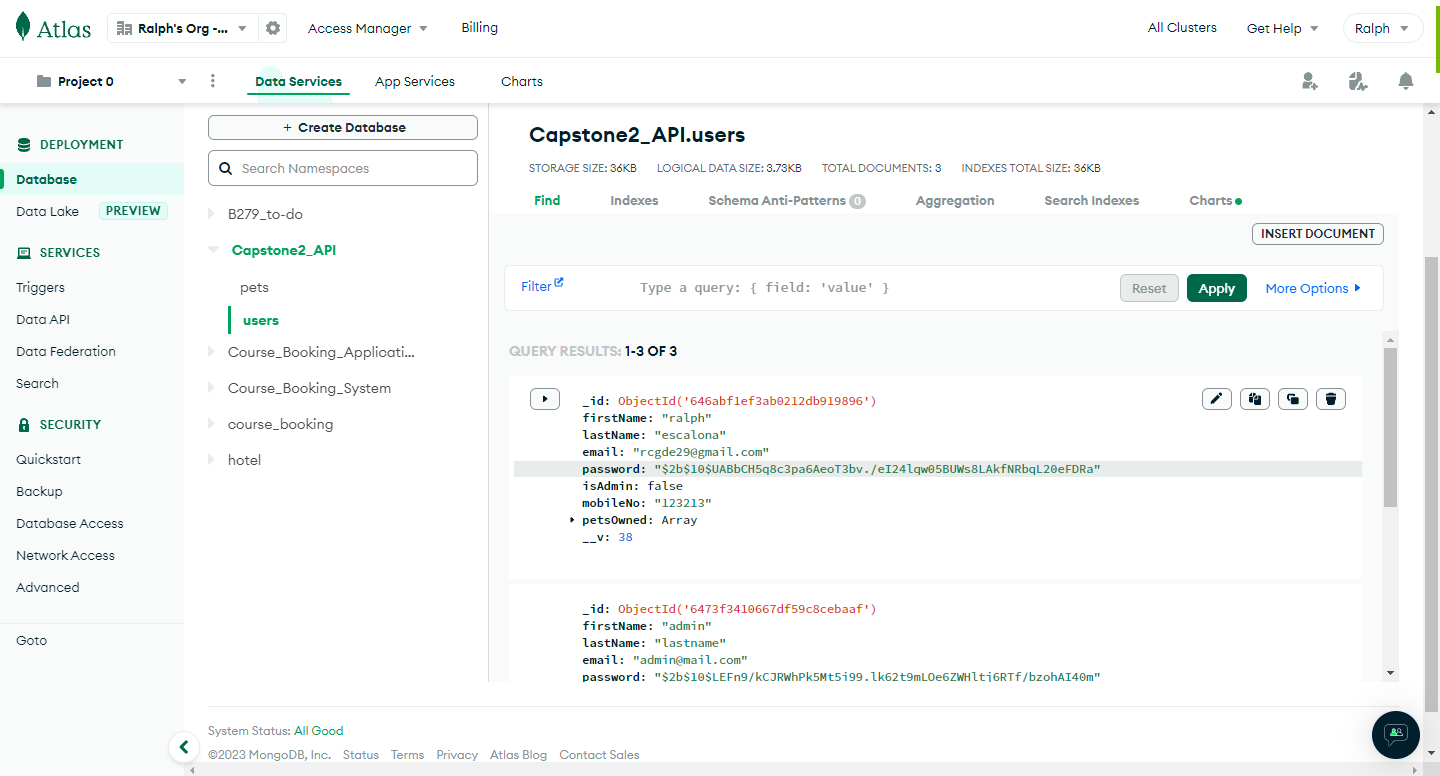 Atlas
Ralph's Org -...
Access Manager
Billing
All Clusters
Get Help
Ralph
Project 0
Data Services
App Services
Charts
DEPLOYMENT
Database
Data Lake
PREVIEW
SERVICES
Triggers
Data API
Data Federation
Search
SECURITY
Quickstart
Backup
Database Access
Network Access
Advanced
Goto
+ Create Database
Search Namespaces
B279_to-do
Capstone2_API
pets
users
Course_Booking_Applicati...
Course_Booking_System
course_booking
hotel
Capstone2_API.users
STORAGE SIZE: 36KB LOGICAL DATA SIZE: 3.73KB TOTAL DOCUMENTS: 3 INDEXES TOTAL SIZE: 36KB
Find Indexes Schema Anti-Patterns 0 Aggregation Search Indexes Charts
INSERT DOCUMENT
Filter
Type a query: { field: 'value' }
Reset
Apply
More Options
QUERY RESULTS: 1-3 OF 3
_id: ObjectId('646abf1ef3ab0212db919896')
firstName: "ralph"
lastName: "escalona"
email: "rcgde29@gmail.com"
password: "$2b$10$UABbCH5q8c3pa6AeoT3bv./eI24lqw05BUWs8LAkfNRbqL20eFDRa"
isAdmin: false
mobileNo: "123213"
petsOwned: Array
__v: 38
_id: ObjectId('6473f3410667df59c8cebaaf')
firstName: "admin"
lastName: "lastname"
email: "admin@mail.com"
password: "$2b$10$LEFn9/kCJRWhPk5Mt5i99.lk62t9mLOe6ZWHltj6RTf/bzohAI40m"
System Status: All Good
©2023 MongoDB, Inc. Status Terms Privacy Atlas Blog Contact Sales